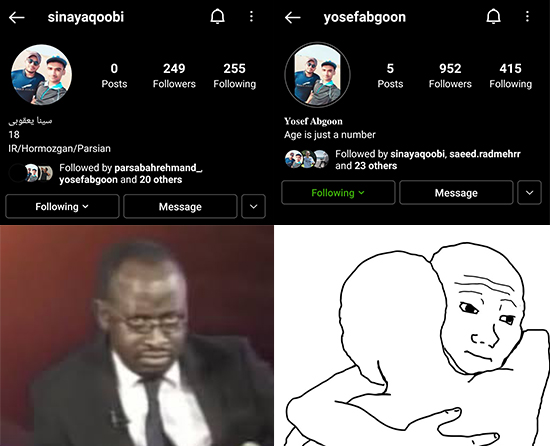 sinayaqoobi
0 249 255
Posts Followers Following
سینا یعقوبی
18
IR/Hormozgan/Parsian
Followed by parsabahrehmand_,
yosefabgoon and 20 others
Following Message
yosefabgoon
5 952 415
Posts Followers Following
Yosef Abgoon
Age is just a number
Followed by sinayaqoobi, saeed.radmehrr
and 23 others
Following Message